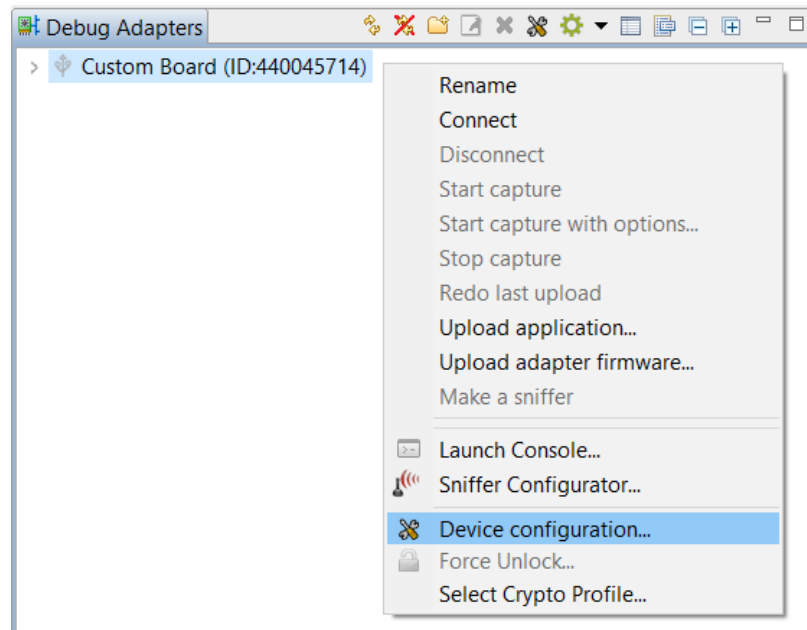 Debug Adapters
Custom Board (ID:440045714)
Rename
Connect
Disconnect
Start capture
Start capture with options...
Stop capture
Redo last upload
Upload application...
Upload adapter firmware...
Make a sniffer
Launch Console...
Sniffer Configurator...
Device configuration...
Force Unlock...
Select Crypto Profile...